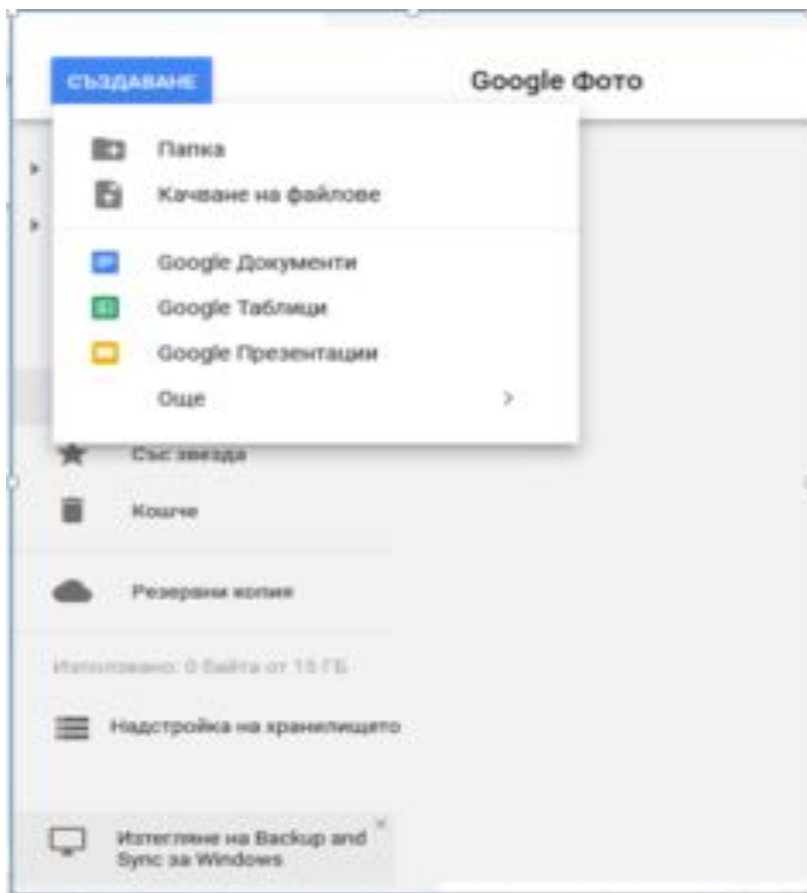 СЪЗДАВАНЕ
Google Фото
Папка
Качване на файлове
Google Документи
Google Таблици
Google Презентации
Още
Със звезда
Кошче
Резервни копия
Използвано: 0 байта от 15 ГБ
Надстройка на хранилището
Изтегляне на Backup and
Sync за Windows